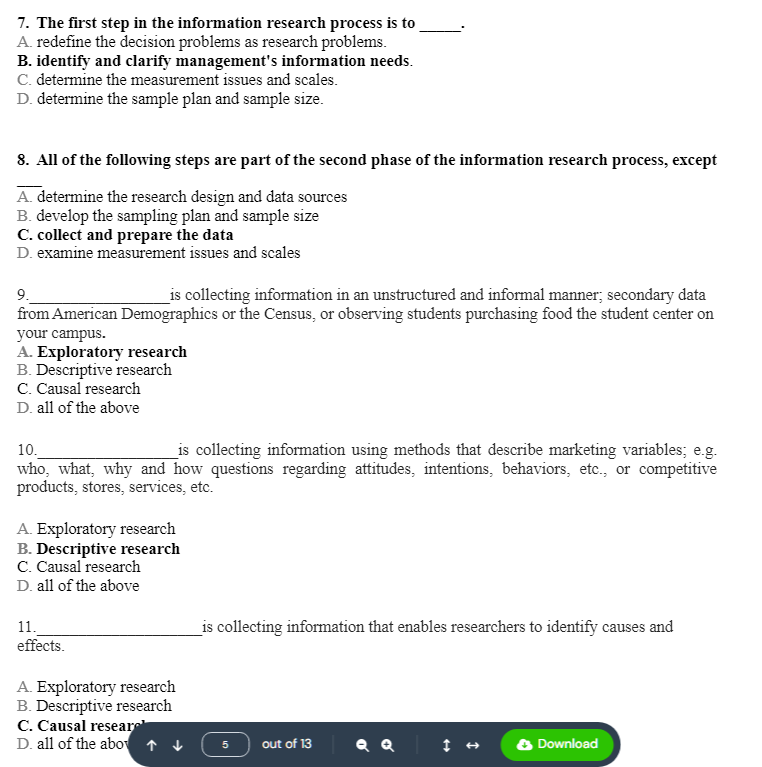 7. The first step in the information research process is to _____.
A. redefine the decision problems as research problems.
B. identify and clarify management's information needs.
C. determine the measurement issues and scales.
D. determine the sample plan and sample size.
8. All of the following steps are part of the second phase of the information research process, except
___
A. determine the research design and data sources
B. develop the sampling plan and sample size
C. collect and prepare the data
D. examine measurement issues and scales
9.__________________is collecting information in an unstructured and informal manner; secondary data
from American Demographics or the Census, or observing students purchasing food the student center on
your campus.
A. Exploratory research
B. Descriptive research
C. Causal research
D. all of the above
10.__________________is collecting information using methods that describe marketing variables; e.g.
who, what, why and how questions regarding attitudes, intentions, behaviors, etc., or competitive
products, stores, services, etc.
A. Exploratory research
B. Descriptive research
C. Causal research
D. all of the above
11._____________________is collecting information that enables researchers to identify causes and
effects.
A. Exploratory research
B. Descriptive research
C. Causal
D. all of the
5 out of 13 Download